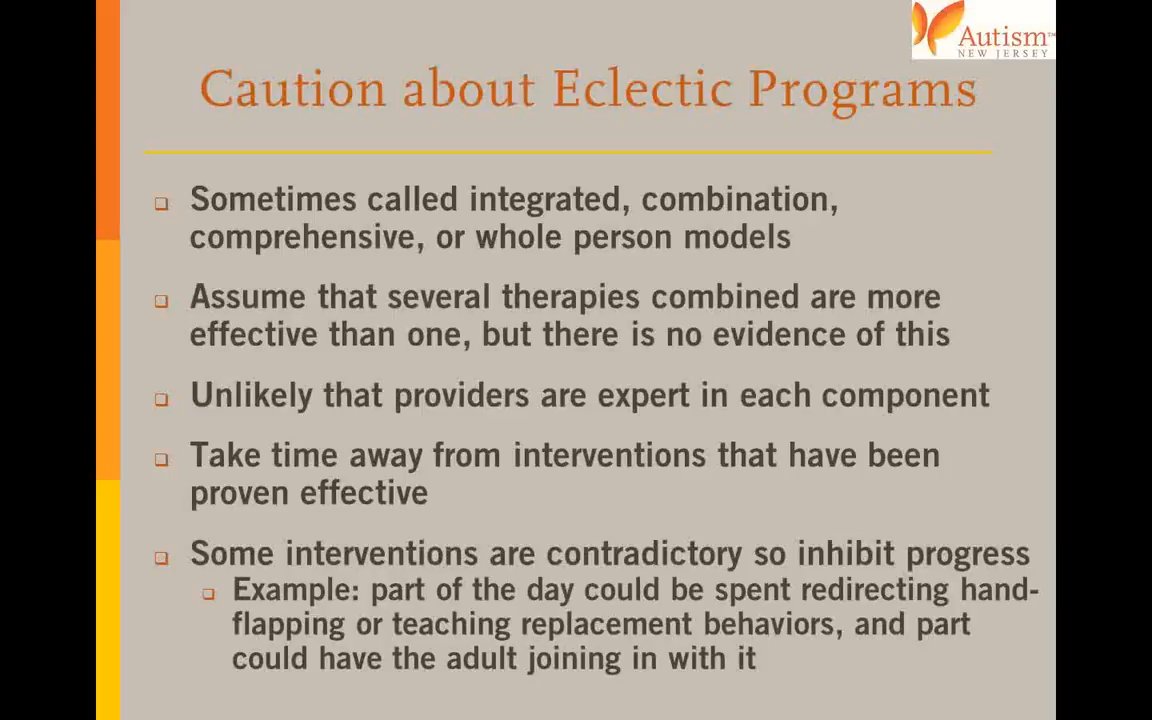 Autism™
NEW JERSEY
Caution about Eclectic Programs
Sometimes called integrated, combination,
comprehensive, or whole person models
Assume that several therapies combined are more
effective than one, but there is no evidence of this
Unlikely that providers are expert in each component
Take time away from interventions that have been
proven effective
Some interventions are contradictory so inhibit progress
Example: part of the day could be spent redirecting hand-
flapping or teaching replacement behaviors, and part
could have the adult joining in with it